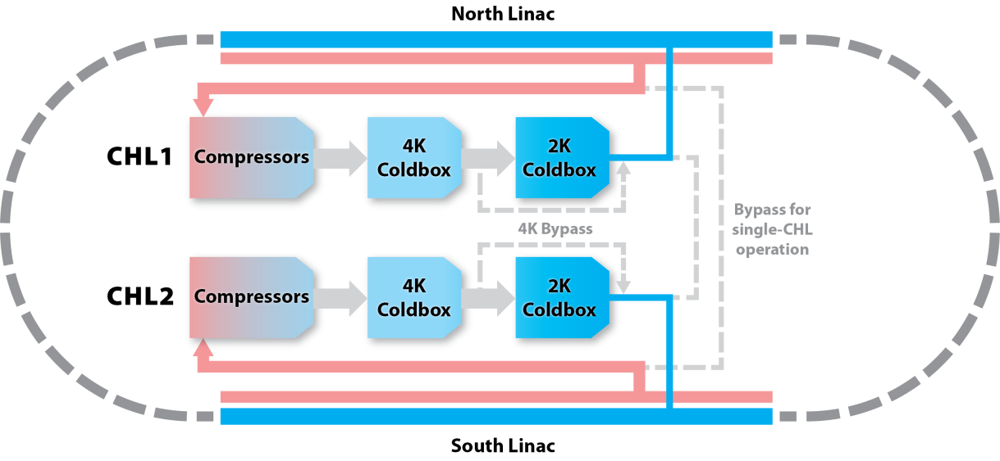 North Linac
CHL1
Compressors
4K
Coldbox
2K
Coldbox
4K Bypass
Bypass for
single-CHL
operation
CHL2
Compressors
4K
Coldbox
2K
Coldbox
South Linac